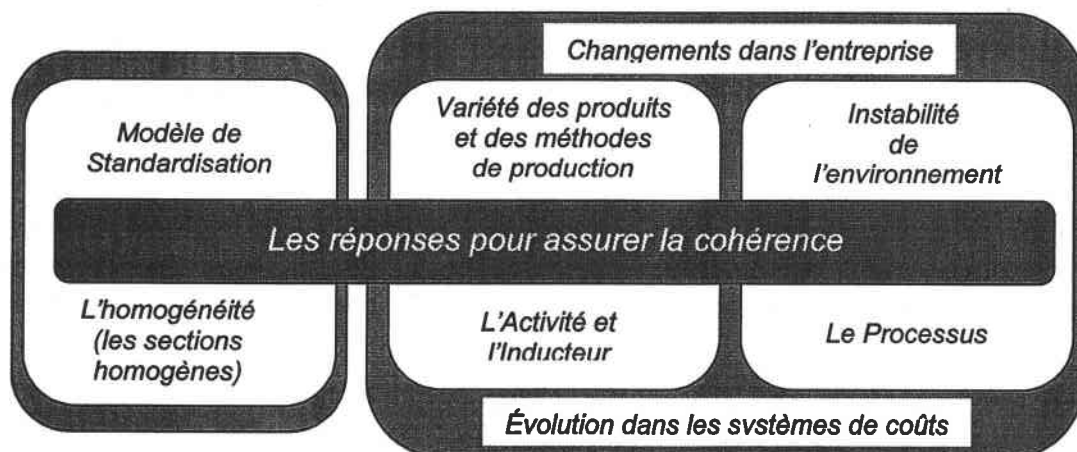 Changements dans l'entreprise
Modèle de
Standardisation
Variété des produits
et des méthodes
de production
Instabilité
de
l'environnement
Les réponses pour assurer la cohérence
L'homogénéité
(les sections
homogènes)
L'Activité et
l'Inducteur
Le Processus
Évolution dans les systèmes de coûts